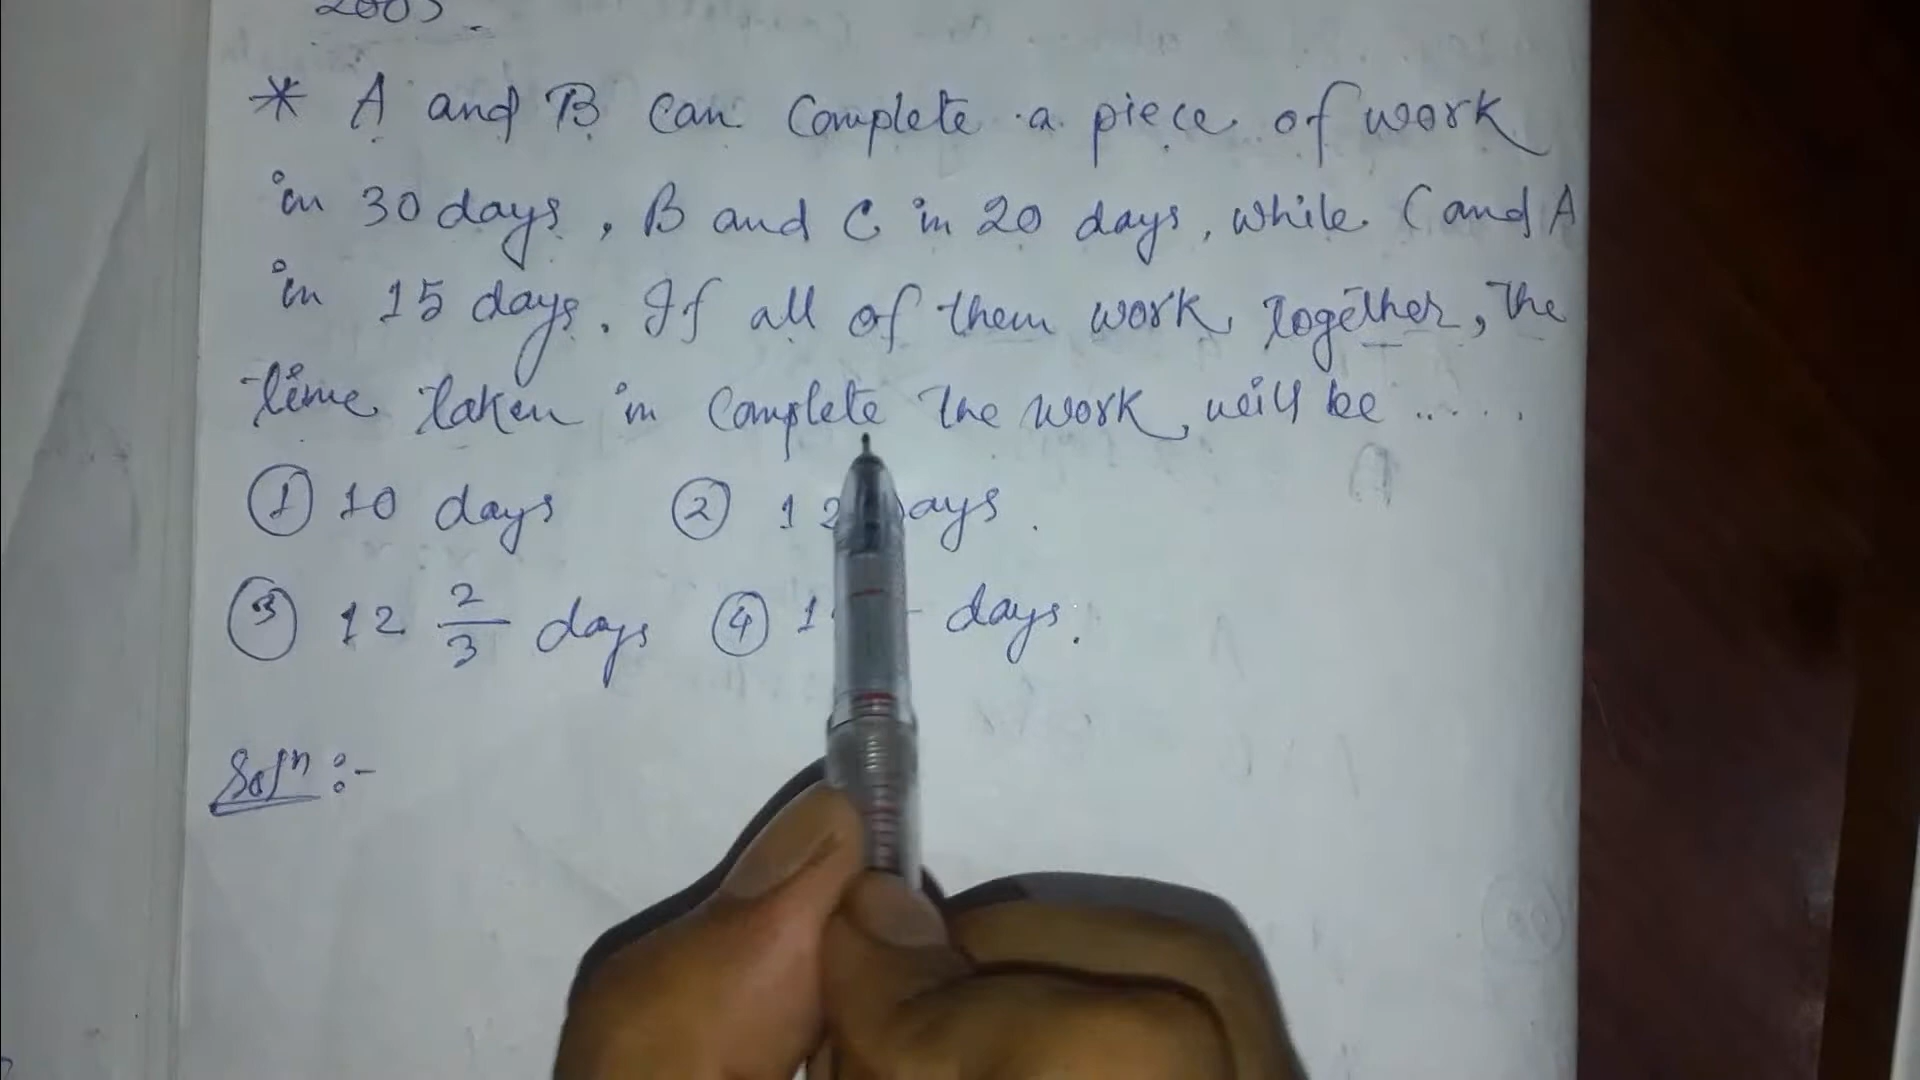 2005
* A and B can complete a piece of work
in 30 days, B and C in 20 days, while C and A
in 15 days. If all of them work together, the
time taken in complete the work will be .....
① 10 days ② 12 days.
③ 12 2/3 days ④ days.
Solⁿ :-